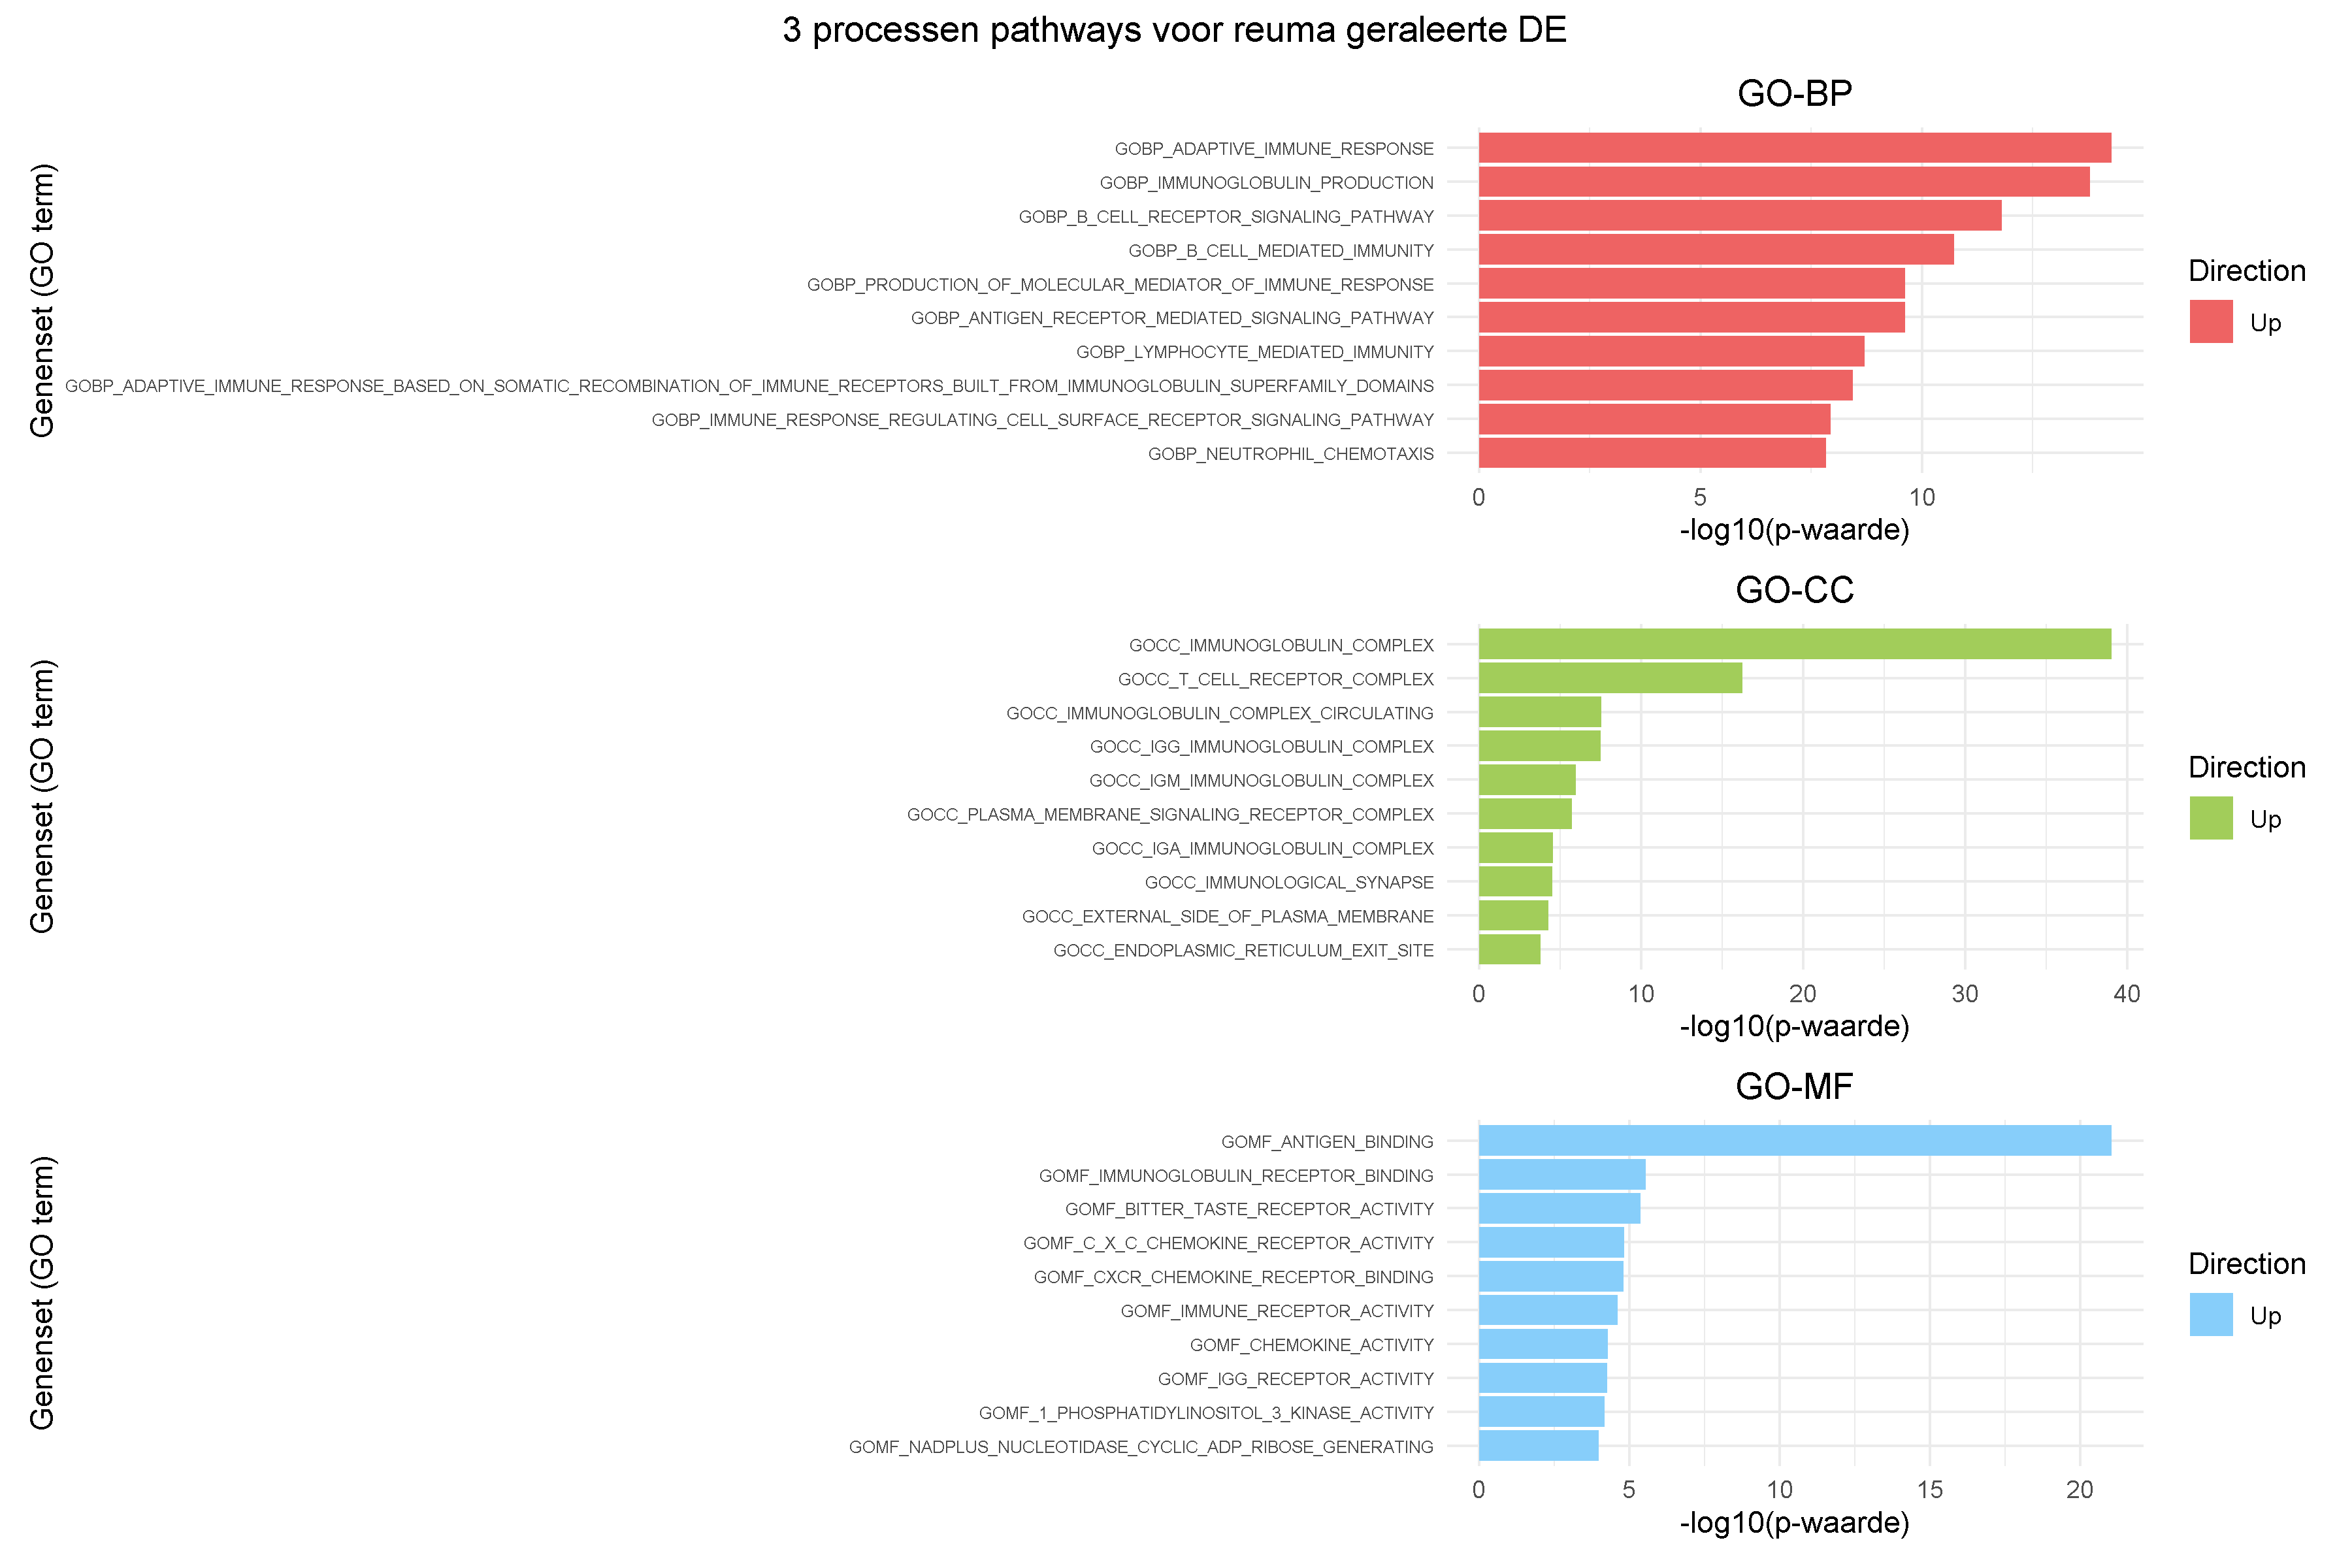 3 processen pathways voor reuma geraleerte DE
GO-BP
Genenset (GO term)
GOBP_ADAPTIVE_IMMUNE_RESPONSE
GOBP_IMMUNOGLOBULIN_PRODUCTION
GOBP_B_CELL_RECEPTOR_SIGNALING_PATHWAY
GOBP_B_CELL_MEDIATED_IMMUNITY
GOBP_PRODUCTION_OF_MOLECULAR_MEDIATOR_OF_IMMUNE_RESPONSE
GOBP_ANTIGEN_RECEPTOR_MEDIATED_SIGNALING_PATHWAY
GOBP_LYMPHOCYTE_MEDIATED_IMMUNITY
GOBP_ADAPTIVE_IMMUNE_RESPONSE_BASED_ON_SOMATIC_RECOMBINATION_OF_IMMUNE_RECEPTORS_BUILT_FROM_IMMUNOGLOBULIN_SUPERFAMILY_DOMAINS
GOBP_IMMUNE_RESPONSE_REGULATING_CELL_SURFACE_RECEPTOR_SIGNALING_PATHWAY
GOBP_NEUTROPHIL_CHEMOTAXIS
0 5 10
-log10(p-waarde)
Direction
Up
GO-CC
Genenset (GO term)
GOCC_IMMUNOGLOBULIN_COMPLEX
GOCC_T_CELL_RECEPTOR_COMPLEX
GOCC_IMMUNOGLOBULIN_COMPLEX_CIRCULATING
GOCC_IGG_IMMUNOGLOBULIN_COMPLEX
GOCC_IGM_IMMUNOGLOBULIN_COMPLEX
GOCC_PLASMA_MEMBRANE_SIGNALING_RECEPTOR_COMPLEX
GOCC_IGA_IMMUNOGLOBULIN_COMPLEX
GOCC_IMMUNOLOGICAL_SYNAPSE
GOCC_EXTERNAL_SIDE_OF_PLASMA_MEMBRANE
GOCC_ENDOPLASMIC_RETICULUM_EXIT_SITE
0 10 20 30 40
-log10(p-waarde)
Direction
Up
GO-MF
Genenset (GO term)
GOMF_ANTIGEN_BINDING
GOMF_IMMUNOGLOBULIN_RECEPTOR_BINDING
GOMF_BITTER_TASTE_RECEPTOR_ACTIVITY
GOMF_C_X_C_CHEMOKINE_RECEPTOR_ACTIVITY
GOMF_CXCR_CHEMOKINE_RECEPTOR_BINDING
GOMF_IMMUNE_RECEPTOR_ACTIVITY
GOMF_CHEMOKINE_ACTIVITY
GOMF_IGG_RECEPTOR_ACTIVITY
GOMF_1_PHOSPHATIDYLINOSITOL_3_KINASE_ACTIVITY
GOMF_NADPLUS_NUCLEOTIDASE_CYCLIC_ADP_RIBOSE_GENERATING
0 5 10 15 20
-log10(p-waarde)
Direction
Up